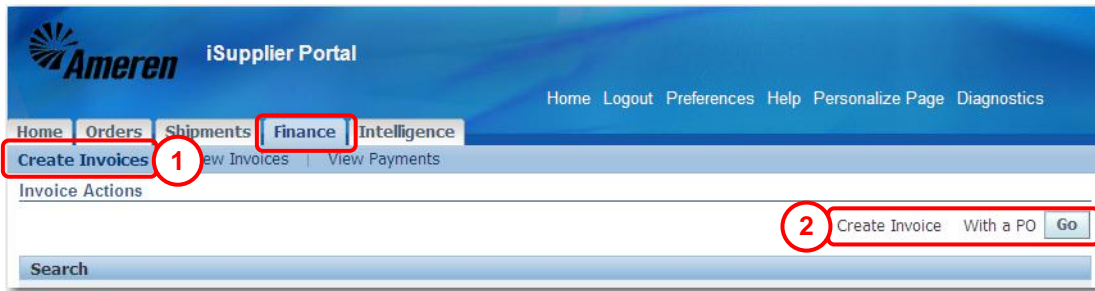 Ameren iSupplier Portal
Home Logout Preferences Help Personalize Page Diagnostics
Home Orders Shipments Finance Intelligence
Create Invoices 1 ew Invoices | View Payments
Invoice Actions
2 Create Invoice With a PO Go
Search